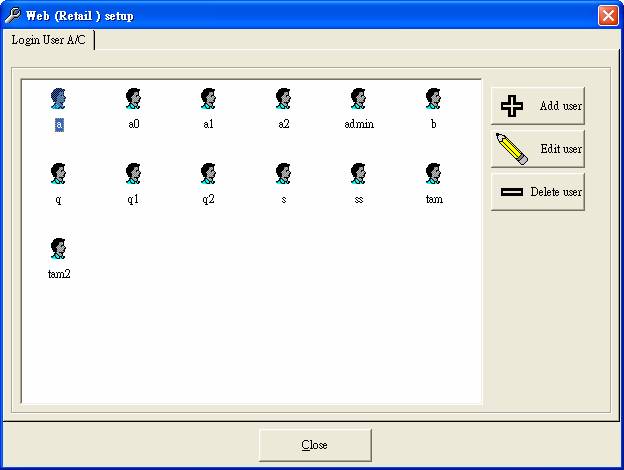 Web (Retail ) setup
Login User A/C
a a0 a1 a2 admin b
Add user
Edit user
q q1 q2 s ss tam
Delete user
tam2
Close